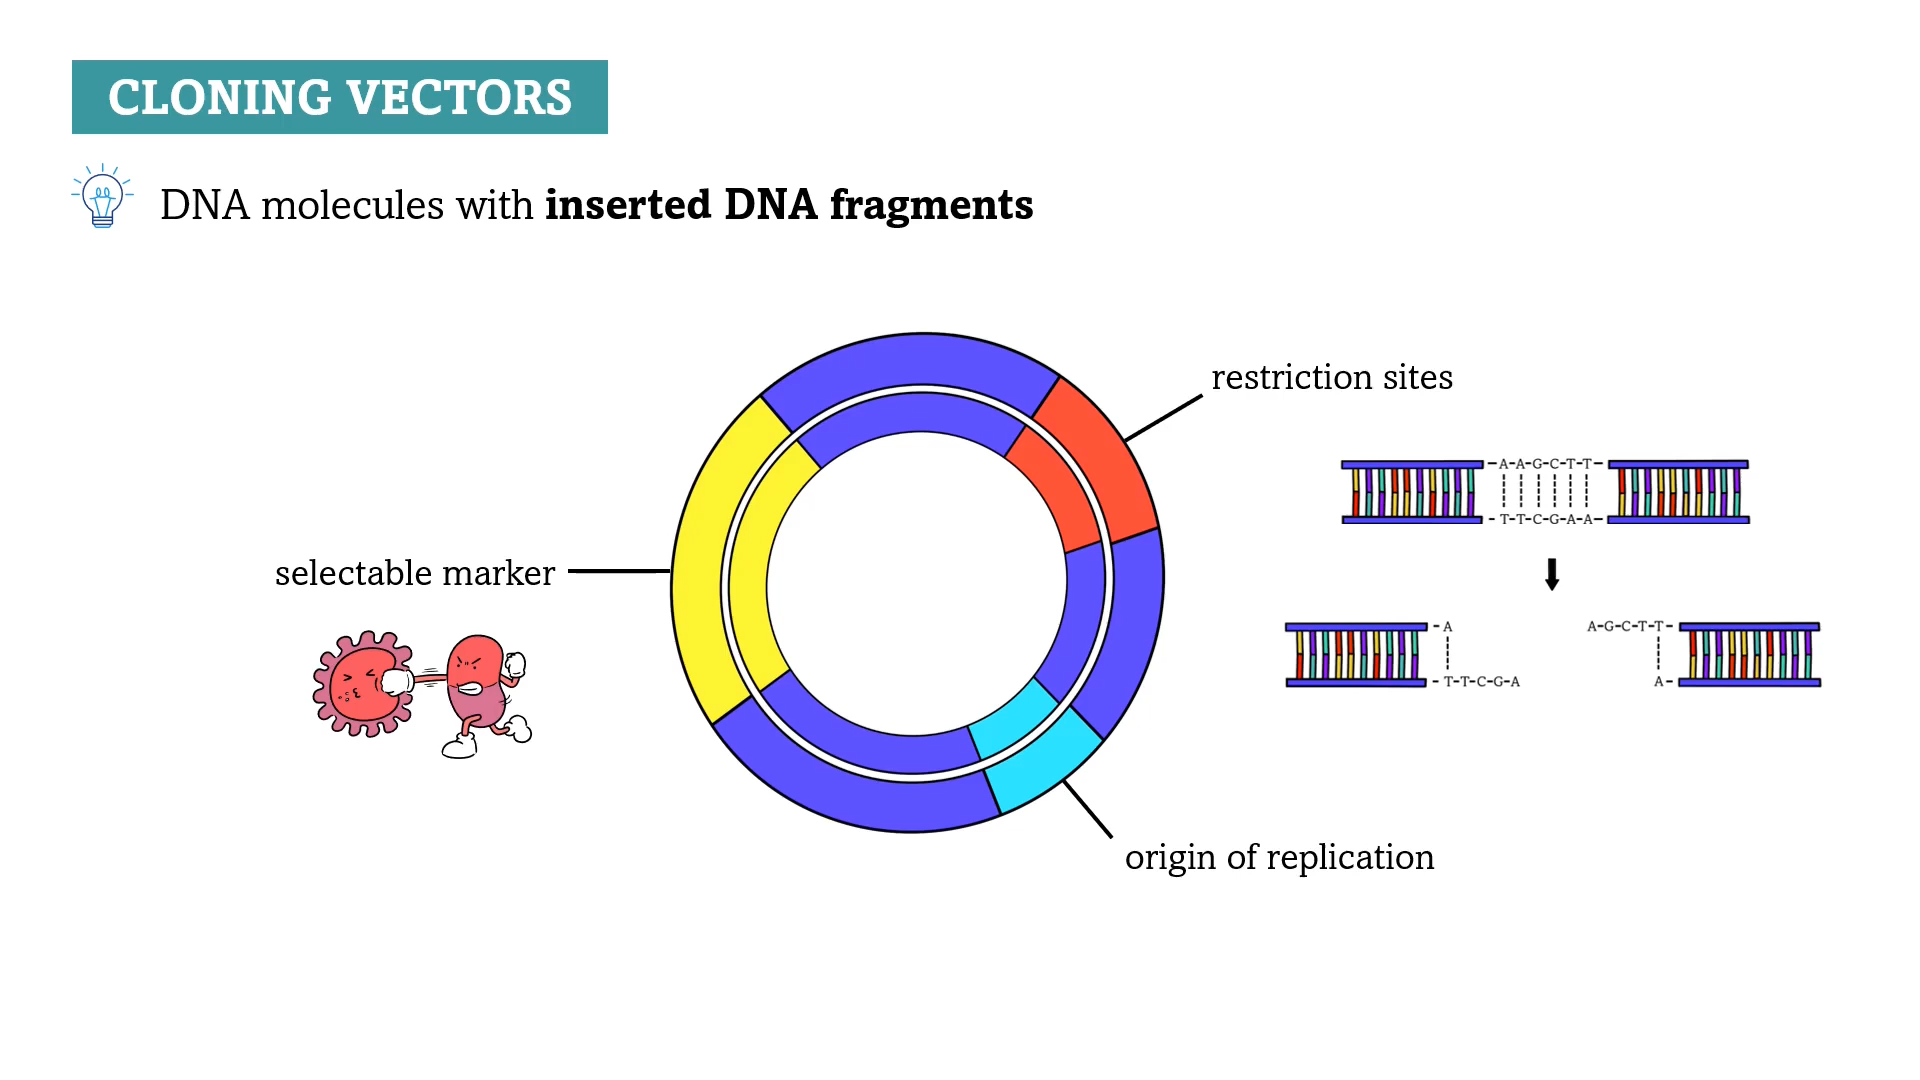 CLONING VECTORS
DNA molecules with inserted DNA fragments
restriction sites
-A-A-G-C-T-T-
-T-T-C-G-A-A-
selectable marker
-A
A-G-C-T-T-
-T-T-C-G-A
A-
origin of replication